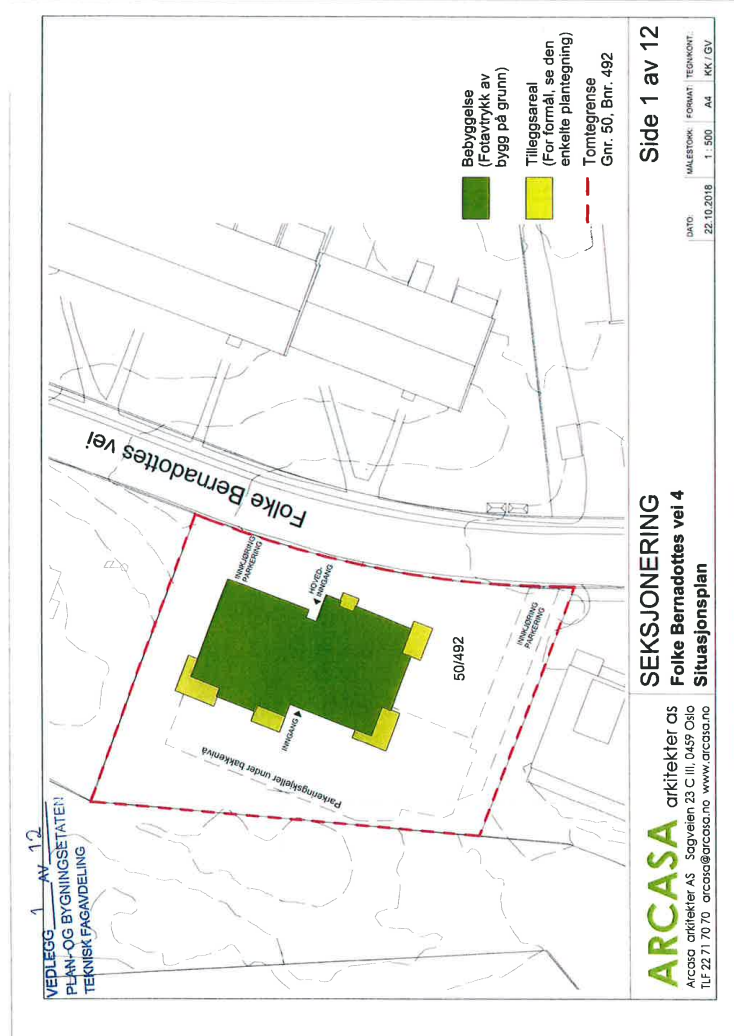 VEDLEGG 1 AV 12
PLAN- OG BYGNINGSETATEN
TEKNISK FAGAVDELING
Folke Bernadottes vei
INNKJØRING
PARKERING
HOVED-
INNGANG
INNGANG
Parkeringskjeller under bakkenivå
50/492
INNKJØRING
PARKERING
Bebyggelse
(Fotavtrykk av
bygg på grunn)
Tilleggsareal
(For formål, se den
enkelte plantegning)
Tomtegrense
Gnr. 50, Bnr. 492
ARCASA arkitekter as
Arcasa arkitekter AS Sagveien 23 C III, 0459 Oslo
TLF 22 71 70 70 arcasa@arcasa.no www.arcasa.no
SEKSJONERING
Folke Bernadottes vei 4
Situasjonsplan
Side 1 av 12
DATO: MÅLESTOKK: FORMAT: TEGN/KONT.:
22.10.2018 1 : 500 A4 KK / GV